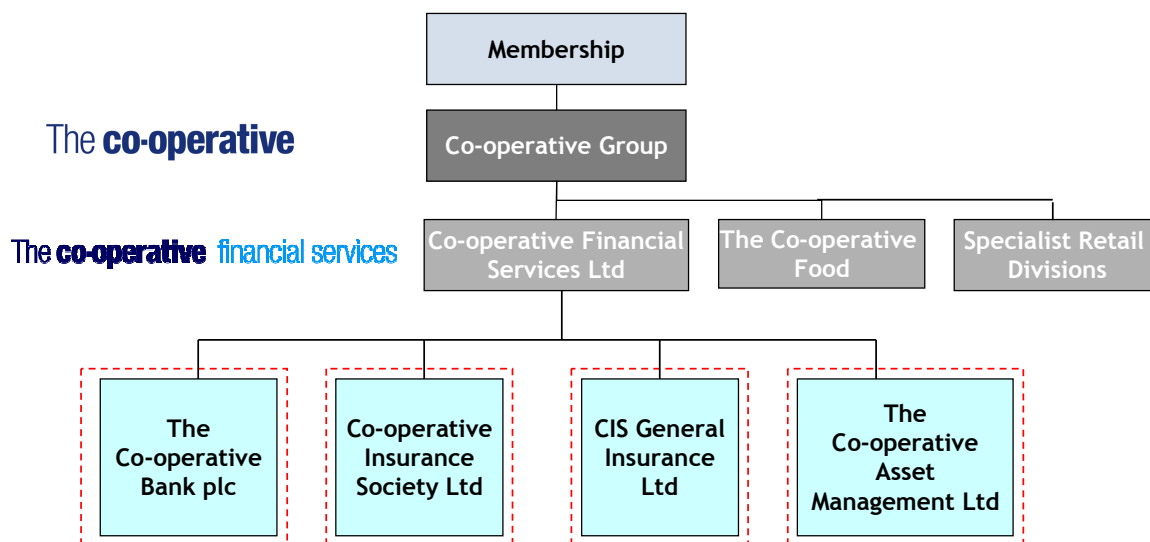 Membership
The co-operative
Co-operative Group
The co-operative financial services
Co-operative Financial
Services Ltd
The Co-operative
Food
Specialist Retail
Divisions
The
Co-operative
Bank plc
Co-operative
Insurance
Society Ltd
CIS General
Insurance
Ltd
The
Co-operative
Asset
Management Ltd